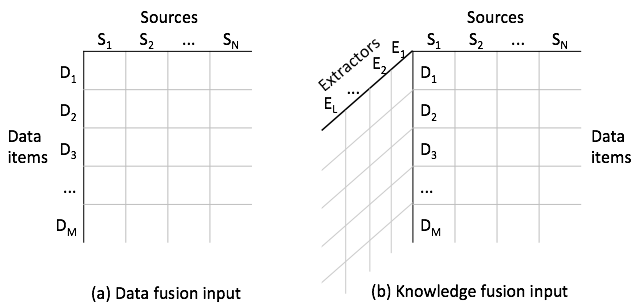 Sources
S1 S2 ... SN
D1
D2
D3
...
DM
Data
items
(a) Data fusion input
Sources
S1 S2 ... SN
Extractors
E1
E2
...
EL
D1
D2
D3
...
DM
Data
items
(b) Knowledge fusion input